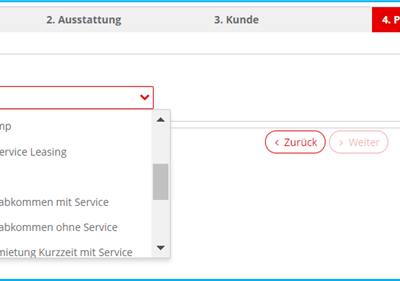 2. Ausstattung
3. Kunde
4. P
mp
ervice Leasing
Zurück
Weiter
abkommen mit Service
abkommen ohne Service
mietung Kurzzeit mit Service